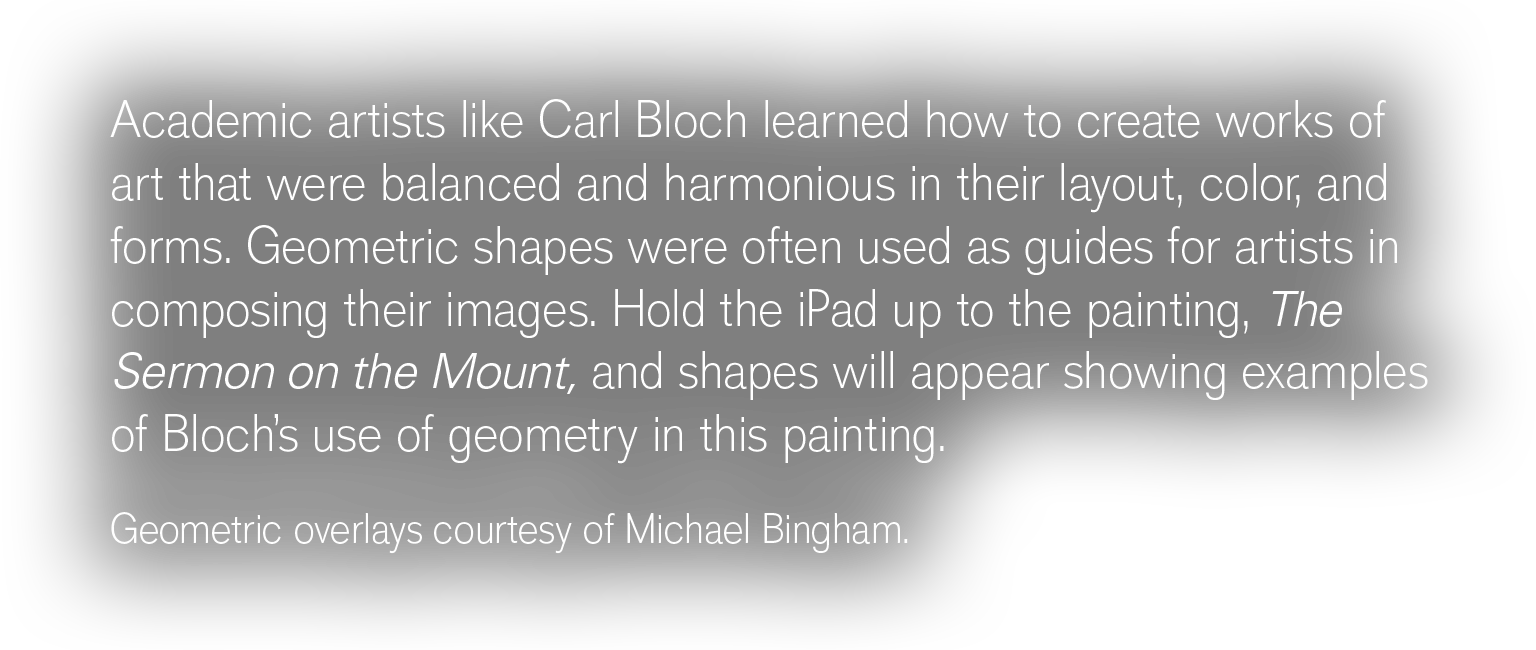 Academic artists like Carl Bloch learned how to create works of
art that were balanced and harmonious in their layout, color, and
forms. Geometric shapes were often used as guides for artists in
composing their images. Hold the iPad up to the painting, The
Sermon on the Mount, and shapes will appear showing examples
of Bloch’s use of geometry in this painting.
Geometric overlays courtesy of Michael Bingham.